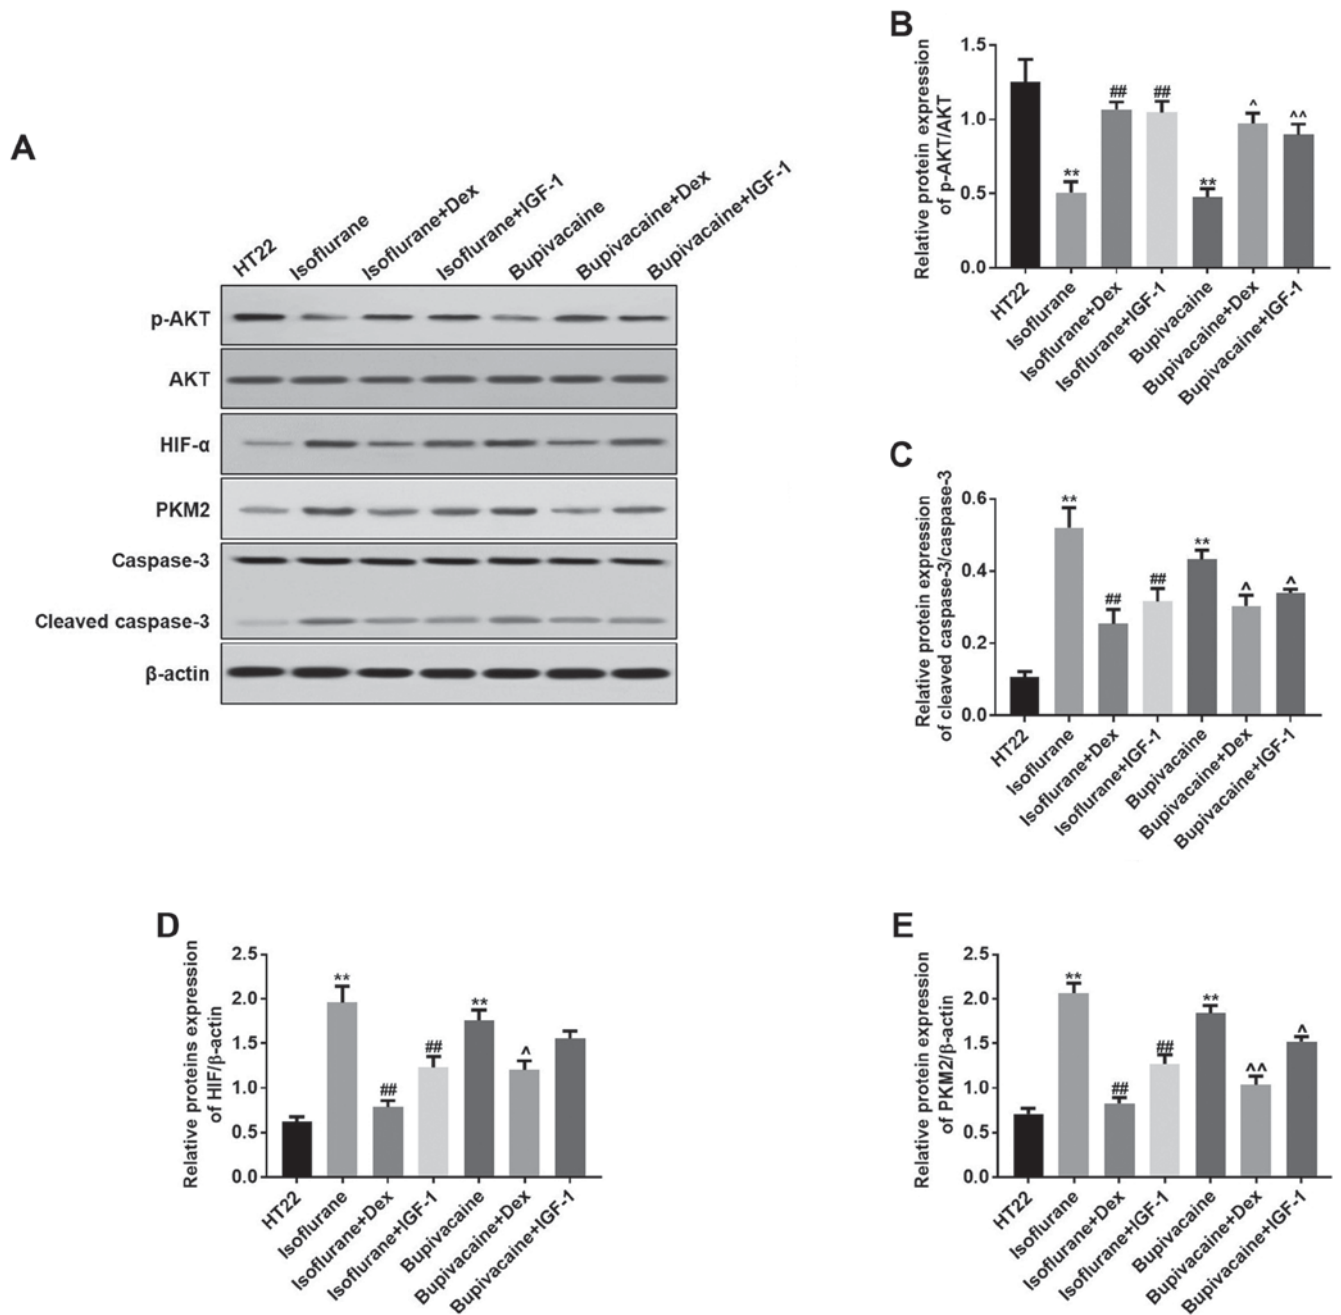 A
HT22
Isoflurane
Isoflurane+Dex
Isoflurane+IGF-1
Bupivacaine
Bupivacaine+Dex
Bupivacaine+IGF-1
p-AKT
AKT
HIF-α
PKM2
Caspase-3
Cleaved caspase-3
β-actin
B
Relative protein expression
of p-AKT/AKT
1.5
1.0
0.5
0.0
**
##
##
**
^
^^
HT22
Isoflurane
Isoflurane+Dex
Isoflurane+IGF-1
Bupivacaine
Bupivacaine+Dex
Bupivacaine+IGF-1
C
Relative protein expression
of cleaved caspase-3/caspase-3
0.6
0.4
0.2
0.0
**
##
##
**
^
^
HT22
Isoflurane
Isoflurane+Dex
Isoflurane+IGF-1
Bupivacaine
Bupivacaine+Dex
Bupivacaine+IGF-1
D
Relative proteins expression
of HIF/β-actin
2.5
2.0
1.5
1.0
0.5
0.0
**
##
##
**
^
HT22
Isoflurane
Isoflurane+Dex
Isoflurane+IGF-1
Bupivacaine
Bupivacaine+Dex
Bupivacaine+IGF-1
E
Relative protein expression
of PKM2/β-actin
2.5
2.0
1.5
1.0
0.5
0.0
**
##
##
**
^^
^
HT22
Isoflurane
Isoflurane+Dex
Isoflurane+IGF-1
Bupivacaine
Bupivacaine+Dex
Bupivacaine+IGF-1